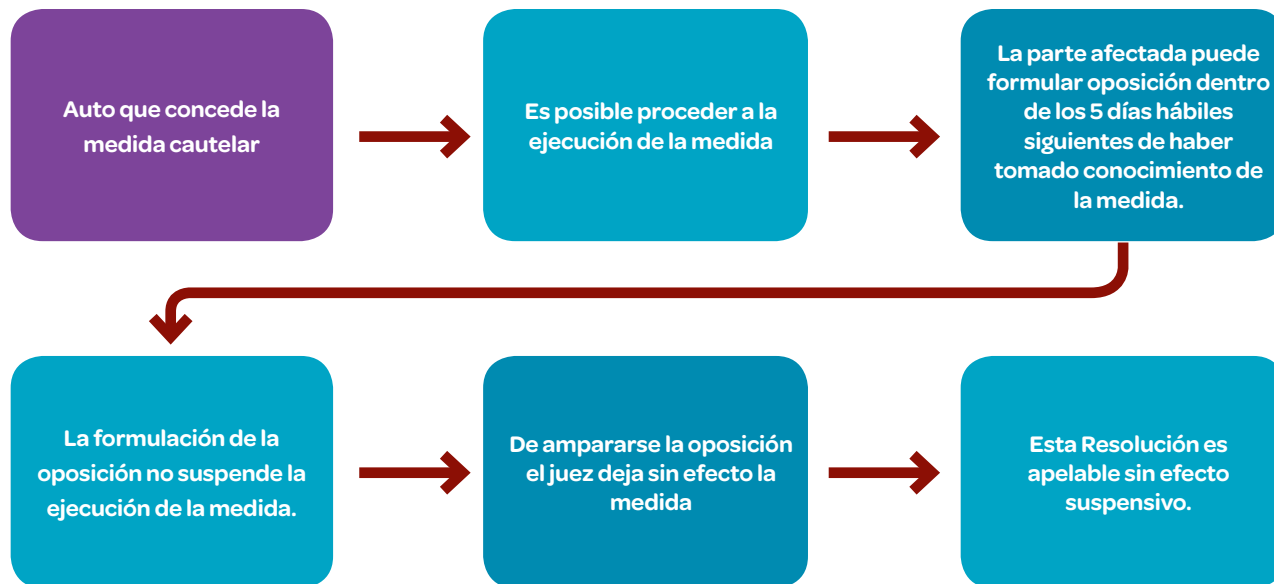 Auto que concede la
medida cautelar
Es posible proceder a la
ejecución de la medida
La parte afectada puede
formular oposición dentro
de los 5 días hábiles
siguientes de haber
tomado conocimiento de
la medida.
La formulación de la
oposición no suspende la
ejecución de la medida.
De ampararse la oposición
el juez deja sin efecto la
medida
Esta Resolución es
apelable sin efecto
suspensivo.